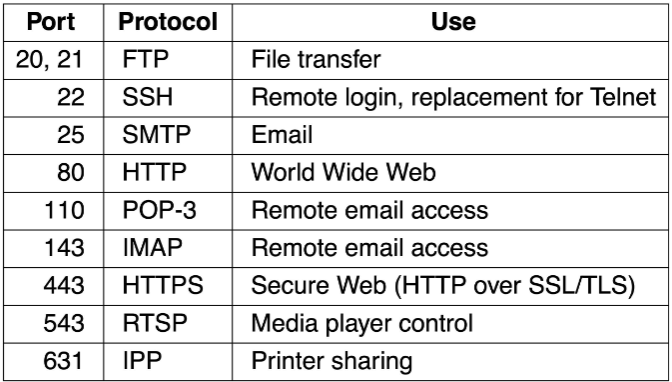 Port Protocol Use
20, 21 FTP File transfer
22 SSH Remote login, replacement for Telnet
25 SMTP Email
80 HTTP World Wide Web
110 POP-3 Remote email access
143 IMAP Remote email access
443 HTTPS Secure Web (HTTP over SSL/TLS)
543 RTSP Media player control
631 IPP Printer sharing